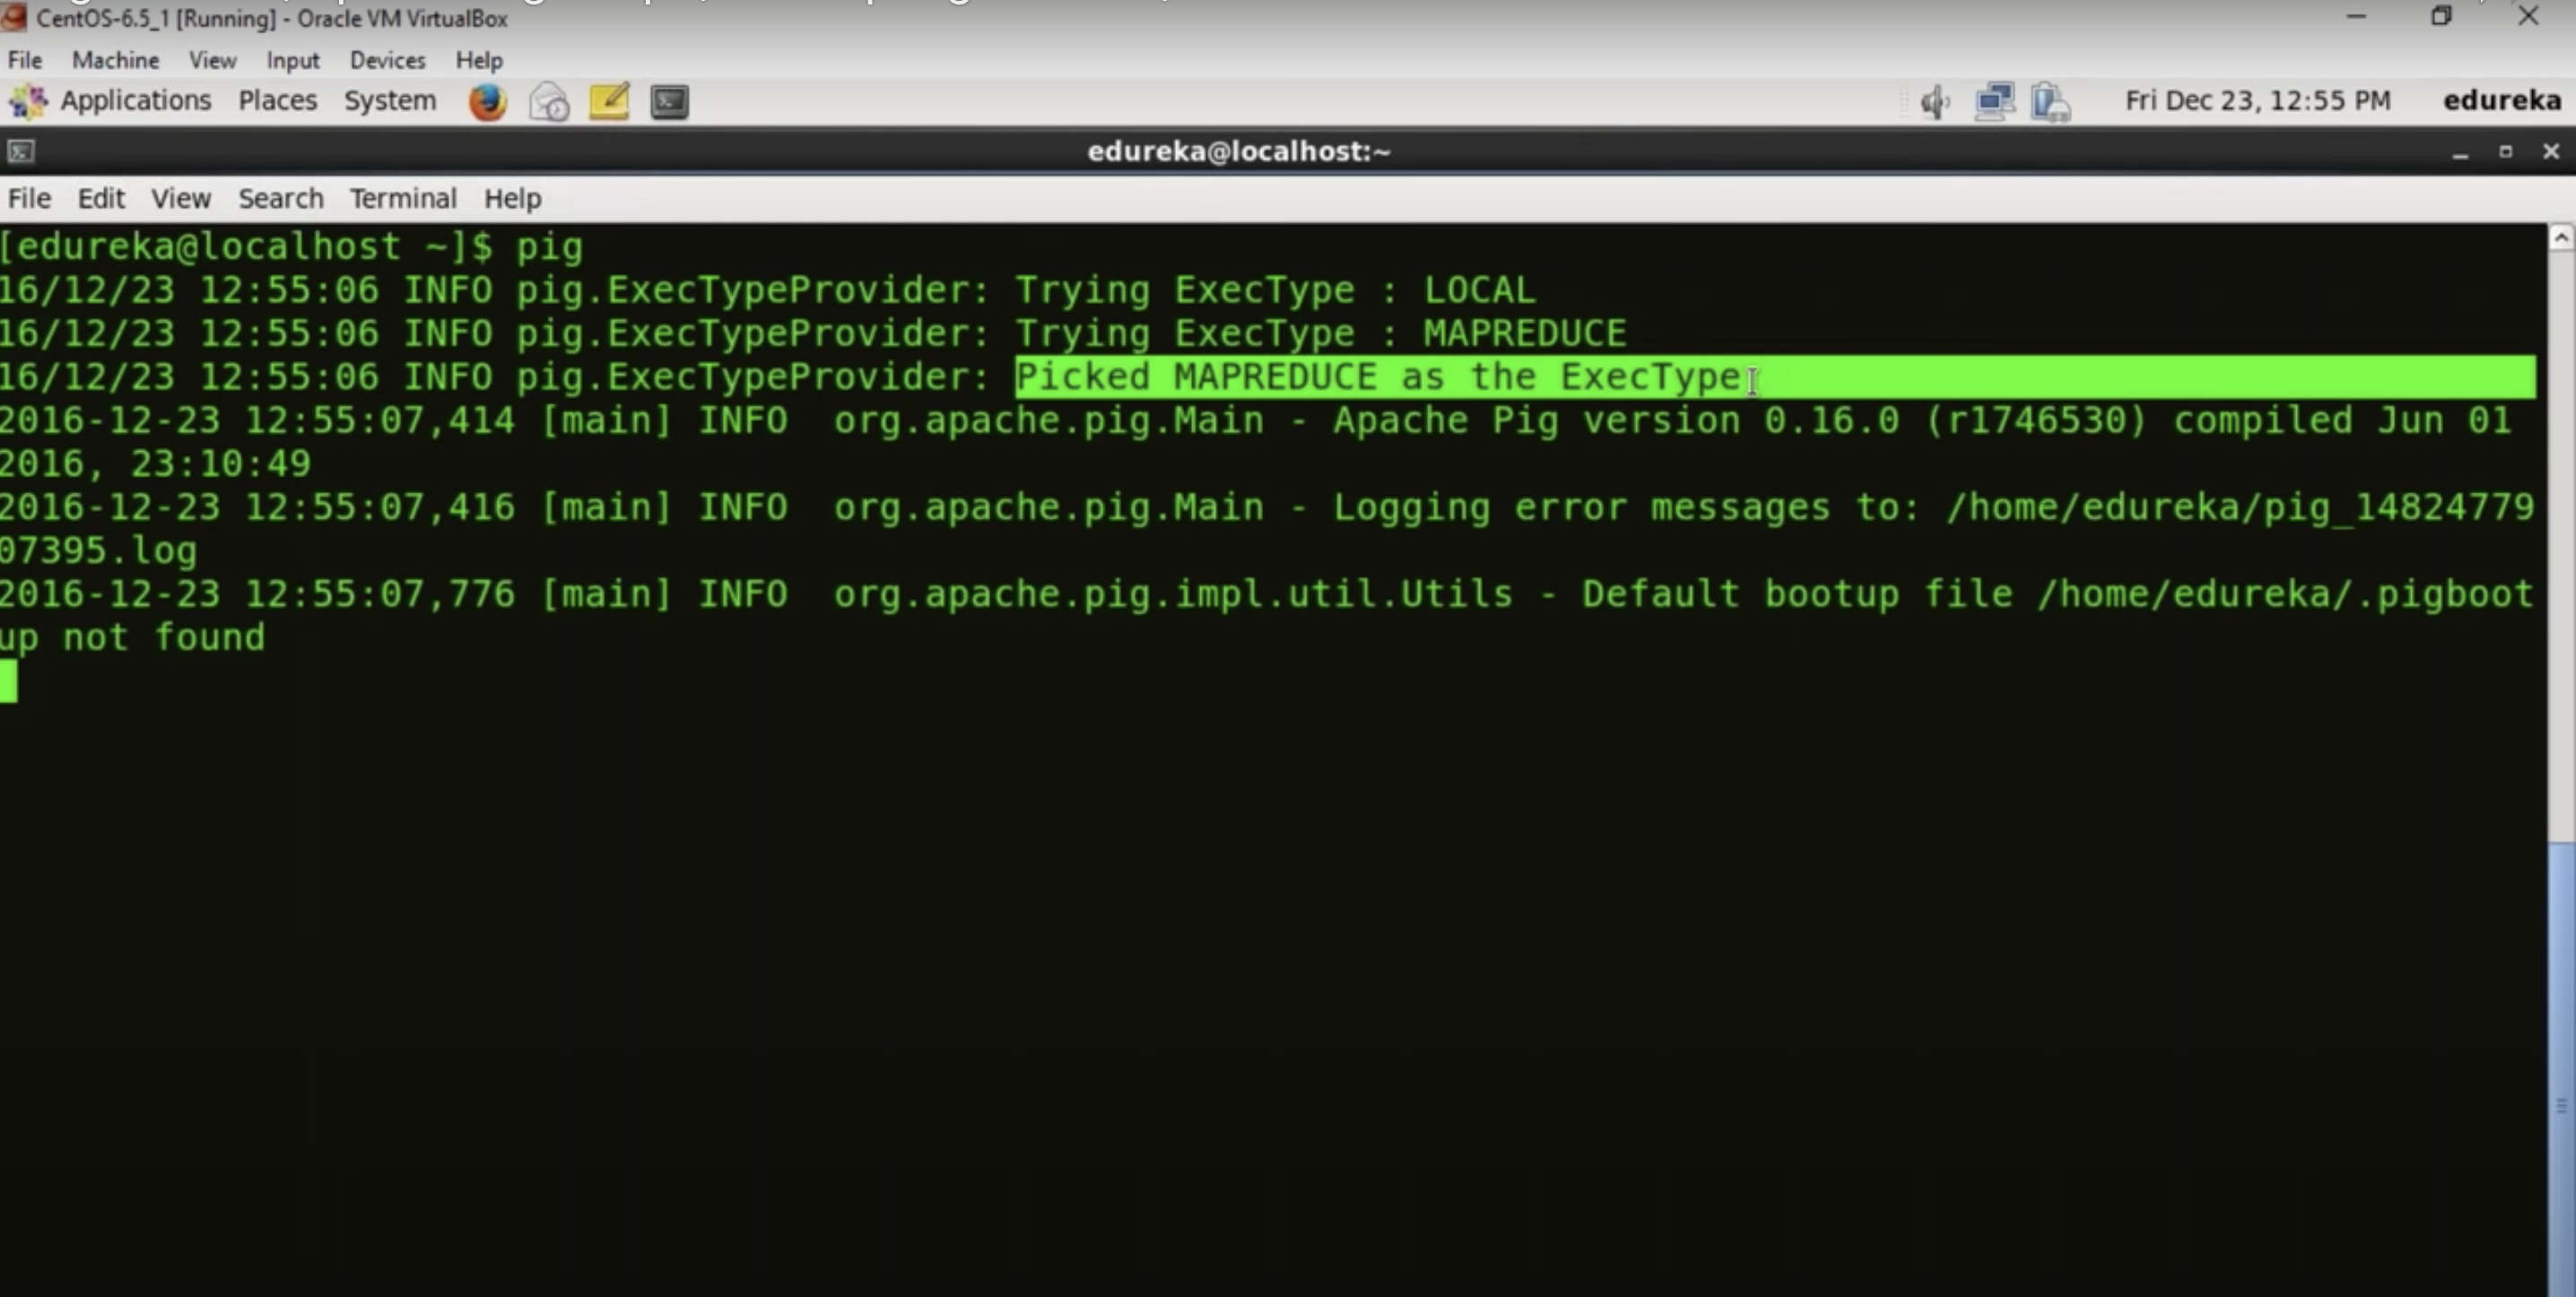 CentOS-6.5_1 [Running] - Oracle VM VirtualBox
File Machine View Input Devices Help
Applications Places System Fri Dec 23, 12:55 PM edureka
edureka@localhost:~
File Edit View Search Terminal Help
[edureka@localhost ~]$ pig
16/12/23 12:55:06 INFO pig.ExecTypeProvider: Trying ExecType : LOCAL
16/12/23 12:55:06 INFO pig.ExecTypeProvider: Trying ExecType : MAPREDUCE
16/12/23 12:55:06 INFO pig.ExecTypeProvider: Picked MAPREDUCE as the ExecType
2016-12-23 12:55:07,414 [main] INFO  org.apache.pig.Main - Apache Pig version 0.16.0 (r1746530) compiled Jun 01
2016, 23:10:49
2016-12-23 12:55:07,416 [main] INFO  org.apache.pig.Main - Logging error messages to: /home/edureka/pig_14824779
07395.log
2016-12-23 12:55:07,776 [main] INFO  org.apache.pig.impl.util.Utils - Default bootup file /home/edureka/.pigboot
up not found